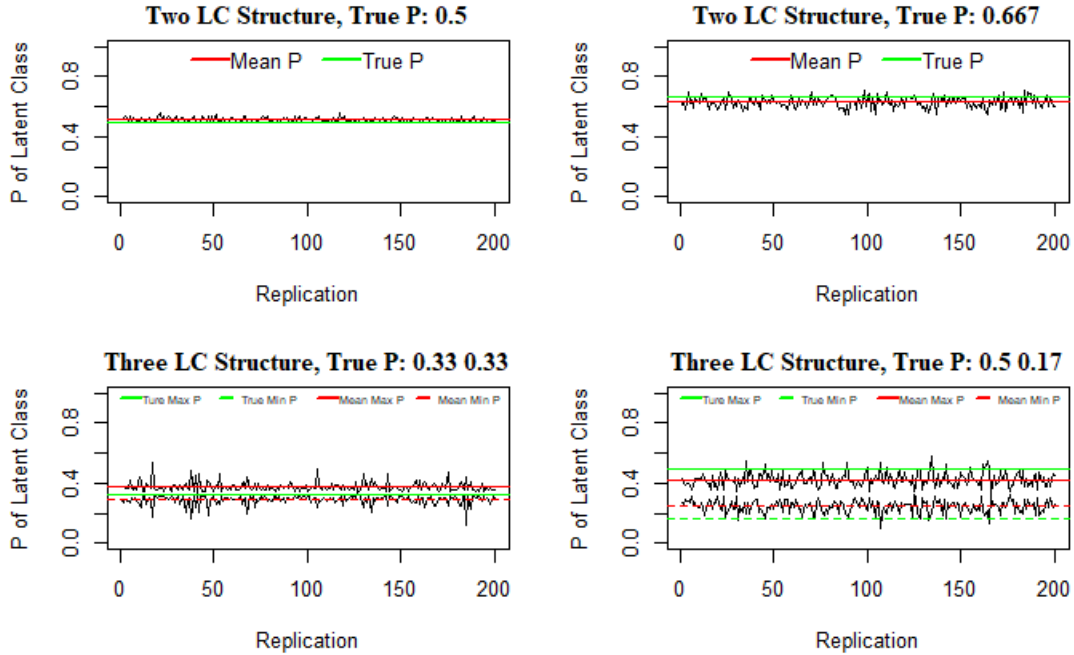 Two LC Structure, True P: 0.5
P of Latent Class
0.0 0.4 0.8
Mean P True P
0 50 100 150 200
Replication
Two LC Structure, True P: 0.667
P of Latent Class
0.0 0.4 0.8
Mean P True P
0 50 100 150 200
Replication
Three LC Structure, True P: 0.33 0.33
P of Latent Class
0.0 0.4 0.8
Ture Max P True Min P Mean Max P Mean Min P
0 50 100 150 200
Replication
Three LC Structure, True P: 0.5 0.17
P of Latent Class
0.0 0.4 0.8
Ture Max P True Min P Mean Max P Mean Min P
0 50 100 150 200
Replication